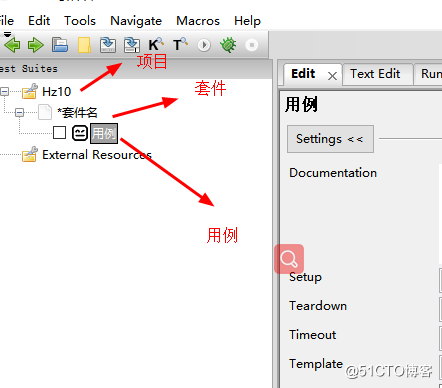 Edit Tools Navigate Macros Help
est Suites
Hz10
项目
*套件名
套件
用例
External Resources
用例
Edit Text Edit Run
用例
Settings <<
Documentation
Setup
Teardown
Timeout
Template
@51CTO博客